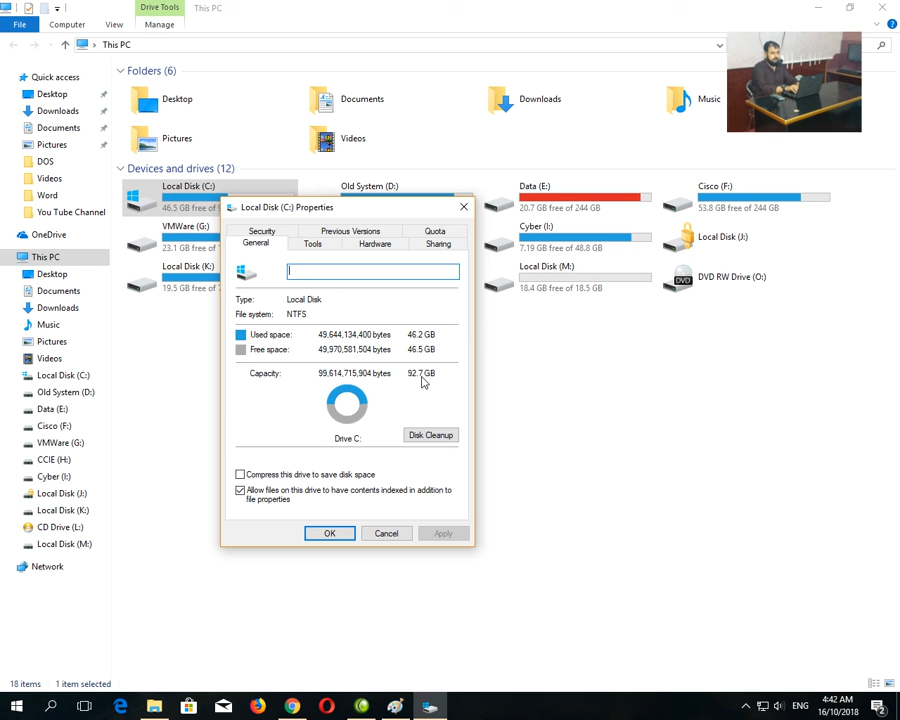 Drive Tools
This PC
File
Computer
View
Manage
This PC
Quick access
Desktop
Downloads
Documents
Pictures
DOS
Videos
Word
You Tube Channel
OneDrive
This PC
Desktop
Documents
Downloads
Music
Pictures
Videos
Local Disk (C:)
Old System (D:)
Data (E:)
Cisco (F:)
VMWare (G:)
CCIE (H:)
Cyber (I:)
Local Disk (J:)
Local Disk (K:)
CD Drive (L:)
Local Disk (M:)
Network
Folders (6)
Desktop
Documents
Downloads
Music
Pictures
Videos
Devices and drives (12)
Local Disk (C:)
46.5 GB free of 9
Old System (D:)
Data (E:)
20.7 GB free of 244 GB
Cisco (F:)
53.8 GB free of 244 GB
VMWare (G:)
23.1 GB f
Cyber (I:)
7.19 GB free of 48.8 GB
Local Disk (J:)
Local Disk (K:)
19.5 GB f
Local Disk (M:)
18.4 GB free of 18.5 GB
DVD RW Drive (O:)
DVD
Local Disk (C:) Properties
Security
Previous Versions
Quota
General
Tools
Hardware
Sharing
Type: Local Disk
File system: NTFS
Used space: 49,644,134,400 bytes 46.2 GB
Free space: 49,970,581,504 bytes 46.5 GB
Capacity: 99,614,715,904 bytes 92.7 GB
Drive C:
Disk Cleanup
Compress this drive to save disk space
Allow files on this drive to have contents indexed in addition to
file properties
OK
Cancel
Apply
18 items
1 item selected
ENG
4:42 AM
16/10/2018
2